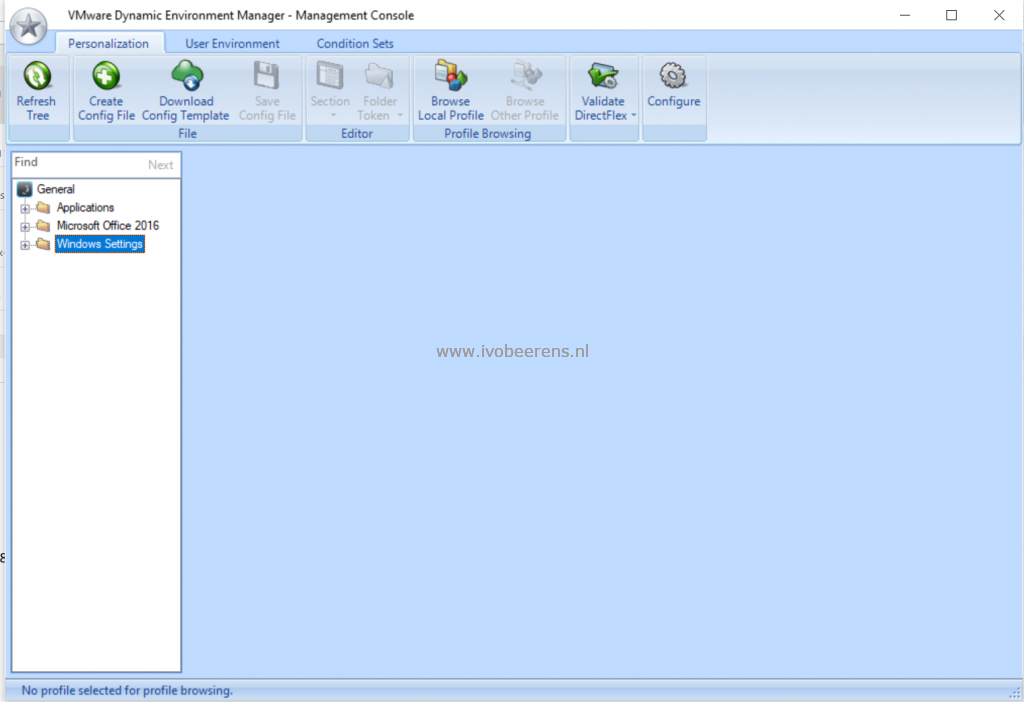 VMware Dynamic Environment Manager - Management Console
Personalization User Environment Condition Sets
Refresh Tree
Create Config File
Download Config Template
Save Config File
File
Section
Folder Token
Editor
Browse Local Profile
Browse Other Profile
Profile Browsing
Validate DirectFlex
Configure
Find Next
General
Applications
Microsoft Office 2016
Windows Settings
www.ivobeerens.nl
No profile selected for profile browsing.